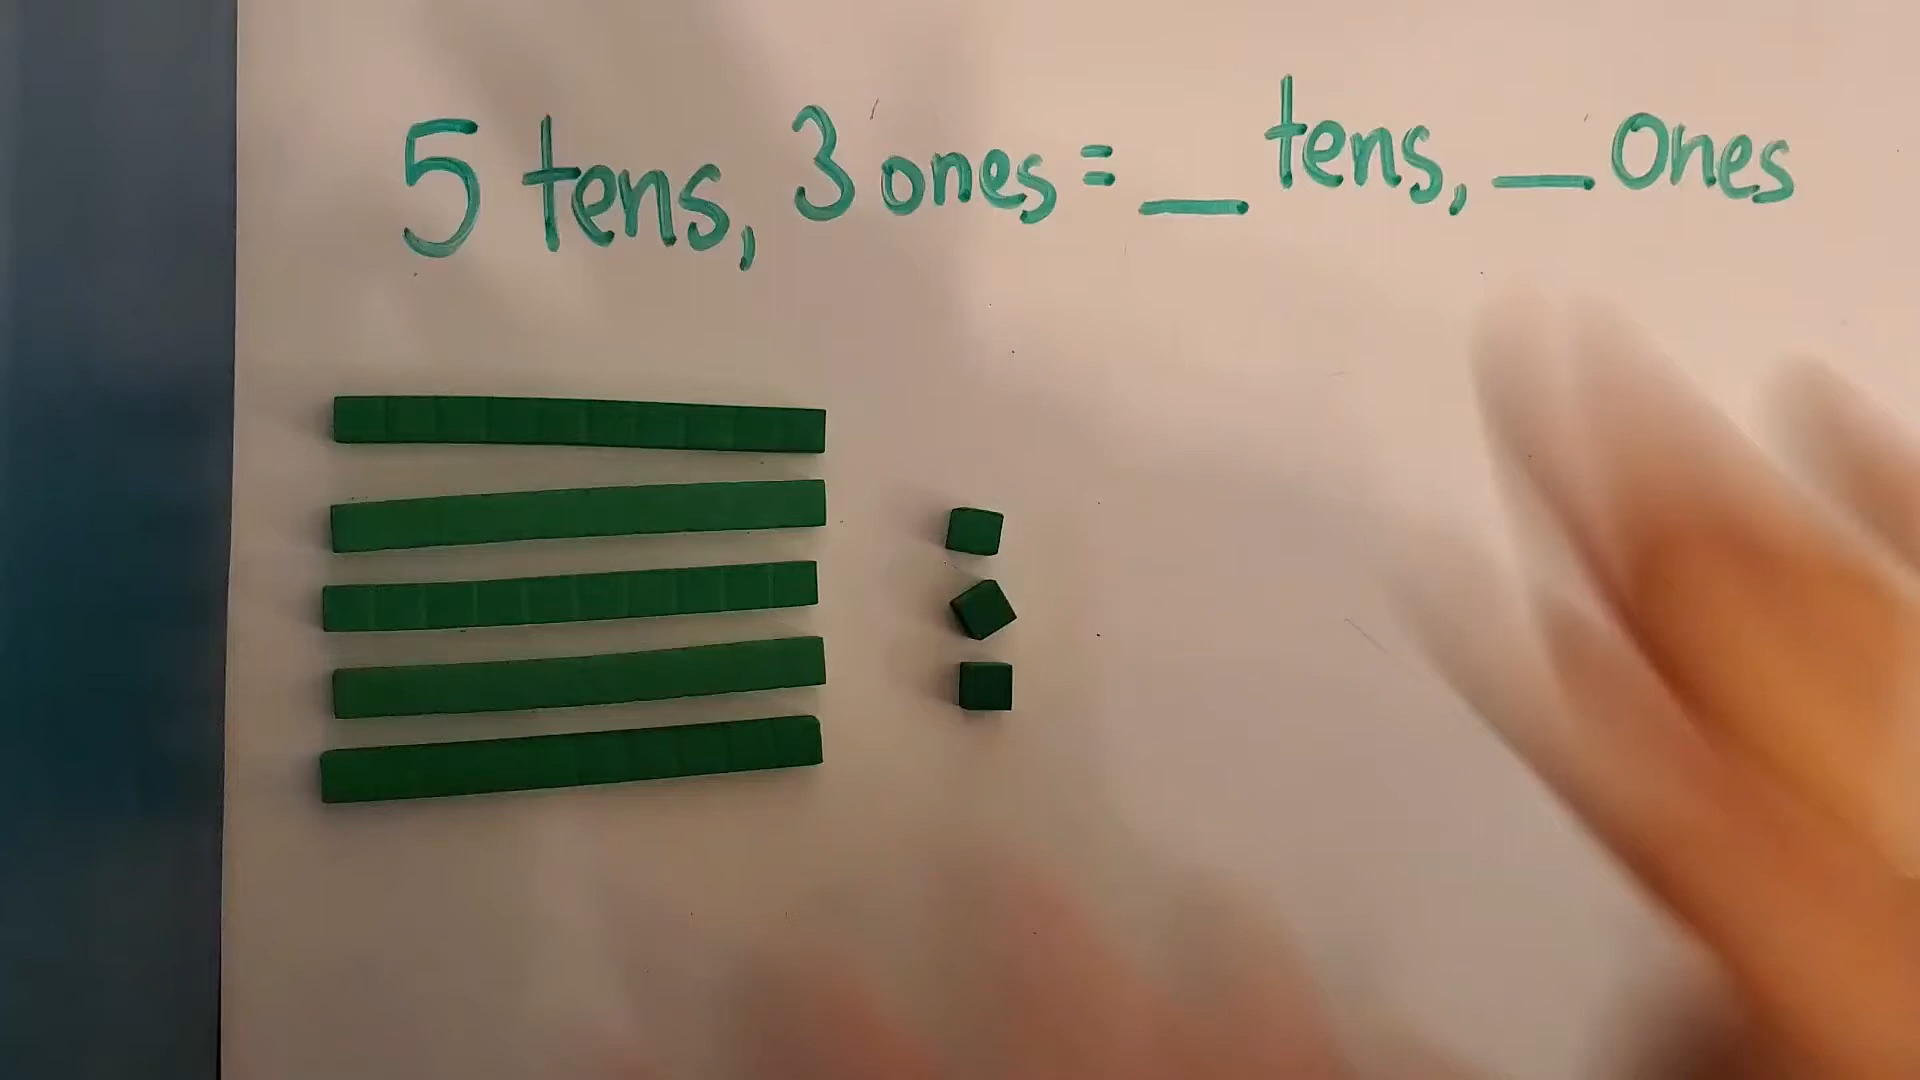 5 tens, 3 ones = _ tens, _ Ones